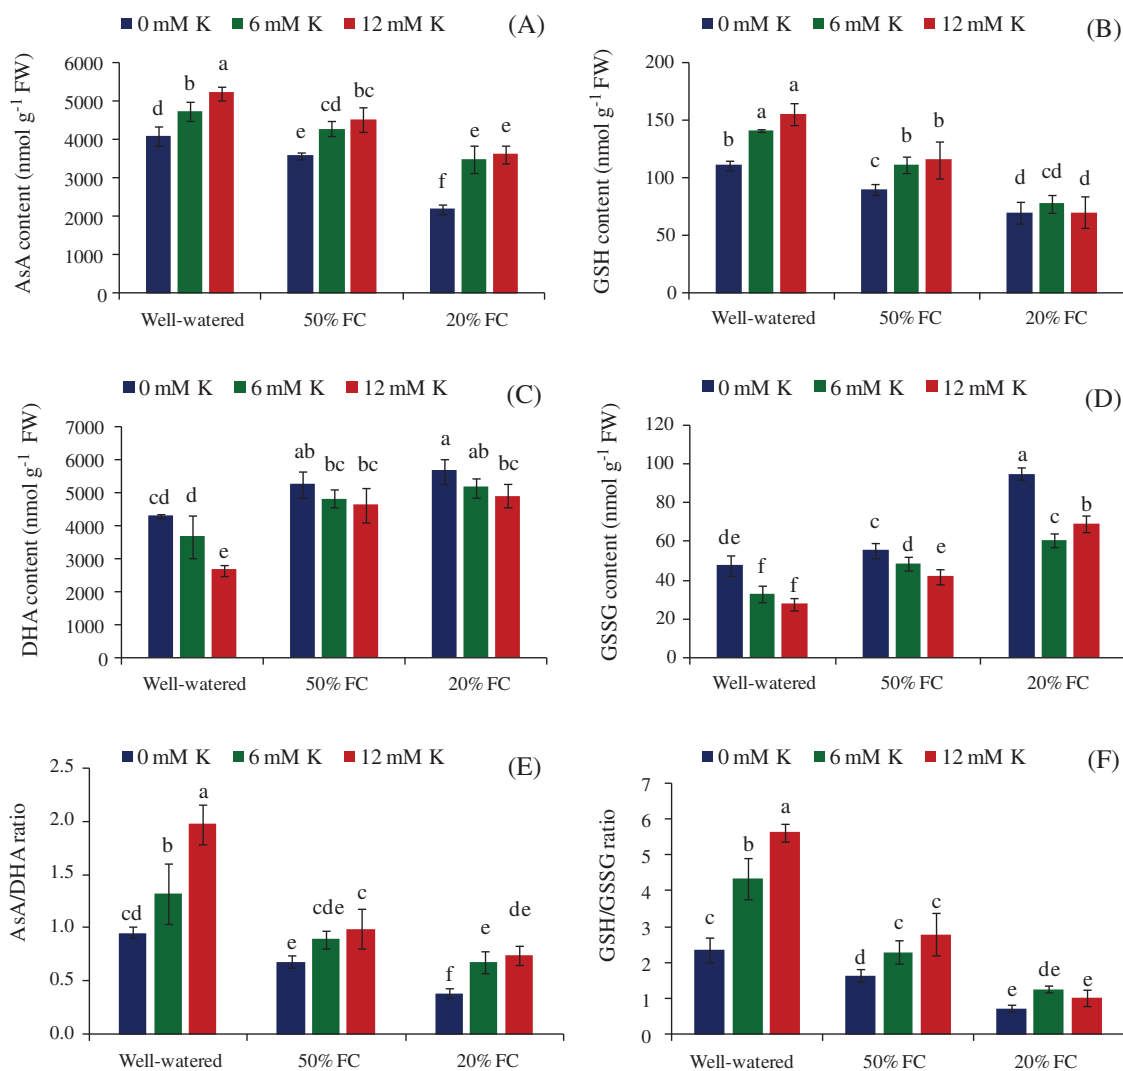 0 mM K 6 mM K 12 mM K (A)
AsA content (nmol g⁻¹ FW)
6000
5000
4000
3000
2000
1000
0
d b a e cd bc f e e
Well-watered 50% FC 20% FC
0 mM K 6 mM K 12 mM K (B)
GSH content (nmol g⁻¹ FW)
200
150
100
50
0
b a a c b b d cd d
Well-watered 50% FC 20% FC
0 mM K 6 mM K 12 mM K (C)
DHA content (nmol g⁻¹ FW)
7000
6000
5000
4000
3000
2000
1000
0
cd d e ab bc bc a ab bc
Well-watered 50% FC 20% FC
0 mM K 6 mM K 12 mM K (D)
GSSG content (nmol g⁻¹ FW)
120
100
80
60
40
20
0
de f f c d e a c b
Well-watered 50% FC 20% FC
0 mM K 6 mM K 12 mM K (E)
AsA/DHA ratio
2.5
2.0
1.5
1.0
0.5
0.0
cd b a e cde c f e de
Well-watered 50% FC 20% FC
0 mM K 6 mM K 12 mM K (F)
GSH/GSSG ratio
7
6
5
4
3
2
1
0
c b a d c c e de e
Well-watered 50% FC 20% FC